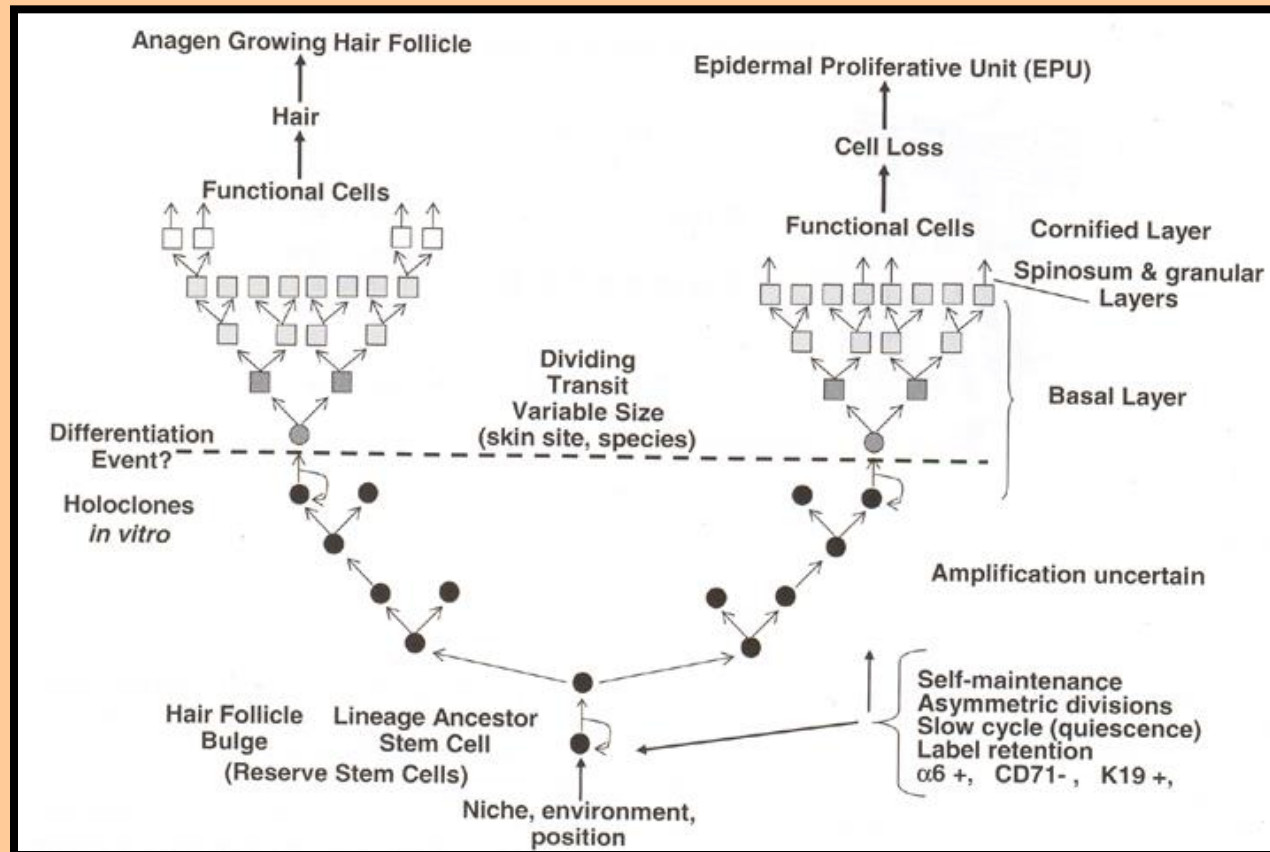 Anagen Growing Hair Follicle
Hair
Functional Cells
Epidermal Proliferative Unit (EPU)
Cell Loss
Functional Cells
Cornified Layer
Spinosum & granular
Layers
Basal Layer
Dividing
Transit
Variable Size
(skin site, species)
Differentiation
Event?
Holoclones
in vitro
Amplification uncertain
Hair Follicle
Bulge
Lineage Ancestor
Stem Cell
(Reserve Stem Cells)
Niche, environment,
position
Self-maintenance
Asymmetric divisions
Slow cycle (quiescence)
Label retention
α6 +, CD71- , K19 +,